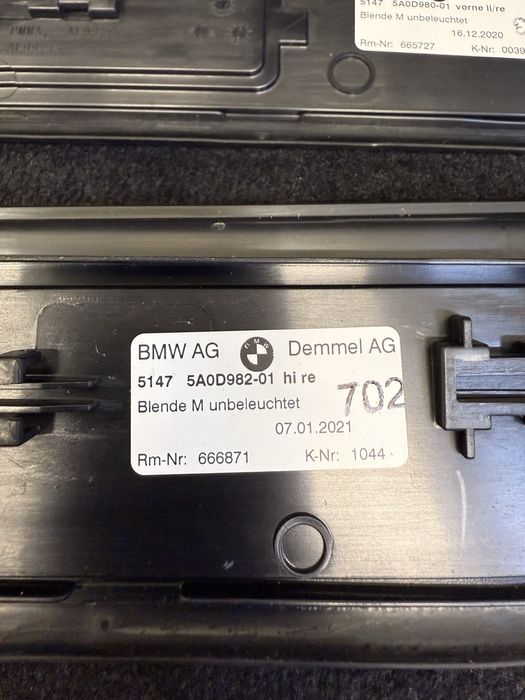 5147 5A0D980-01 vorne li/re
Blende M unbeleuchtet
16.12.2020
Rm-Nr: 665727 K-Nr: 0039
BMW AG BMW Demmel AG
5147 5A0D982-01 hi re
Blende M unbeleuchtet 702
07.01.2021
Rm-Nr: 666871 K-Nr: 1044